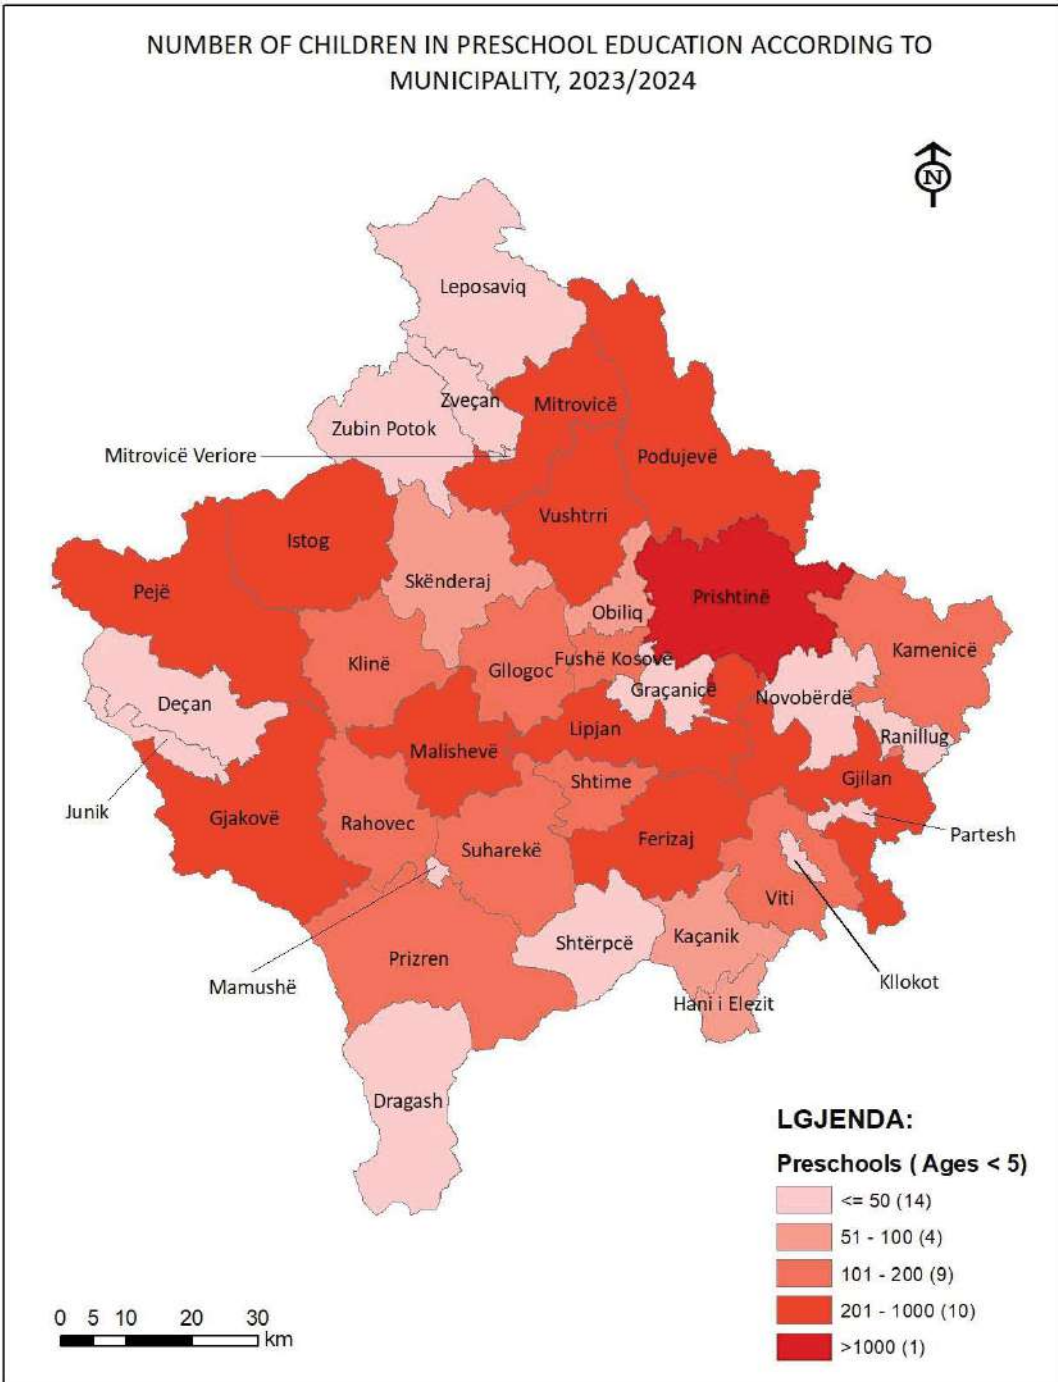 NUMBER OF CHILDREN IN PRESCHOOL EDUCATION ACCORDING TO
MUNICIPALITY, 2023/2024
N
Leposaviq
Zveçan
Mitrovicë
Zubin Potok
Mitrovicë Veriore
Podujevë
Vushtrri
Istog
Skënderaj
Pejë
Prishtinë
Obiliq
Kamenicë
Fushë Kosovë
Klinë
Gllogoc
Graçanicë
Novobërdë
Deçan
Lipjan
Ranillug
Malishevë
Gjilan
Shtime
Junik
Gjakovë
Rahovec
Partesh
Ferizaj
Suharekë
Viti
Kaçanik
Shtërpcë
Prizren
Kllokot
Mamushë
Hani i Elezit
Dragash
LGJENDA:
Preschools ( Ages < 5)
<= 50 (14)
51 - 100 (4)
101 - 200 (9)
201 - 1000 (10)
>1000 (1)
0 5 10 20 30
km